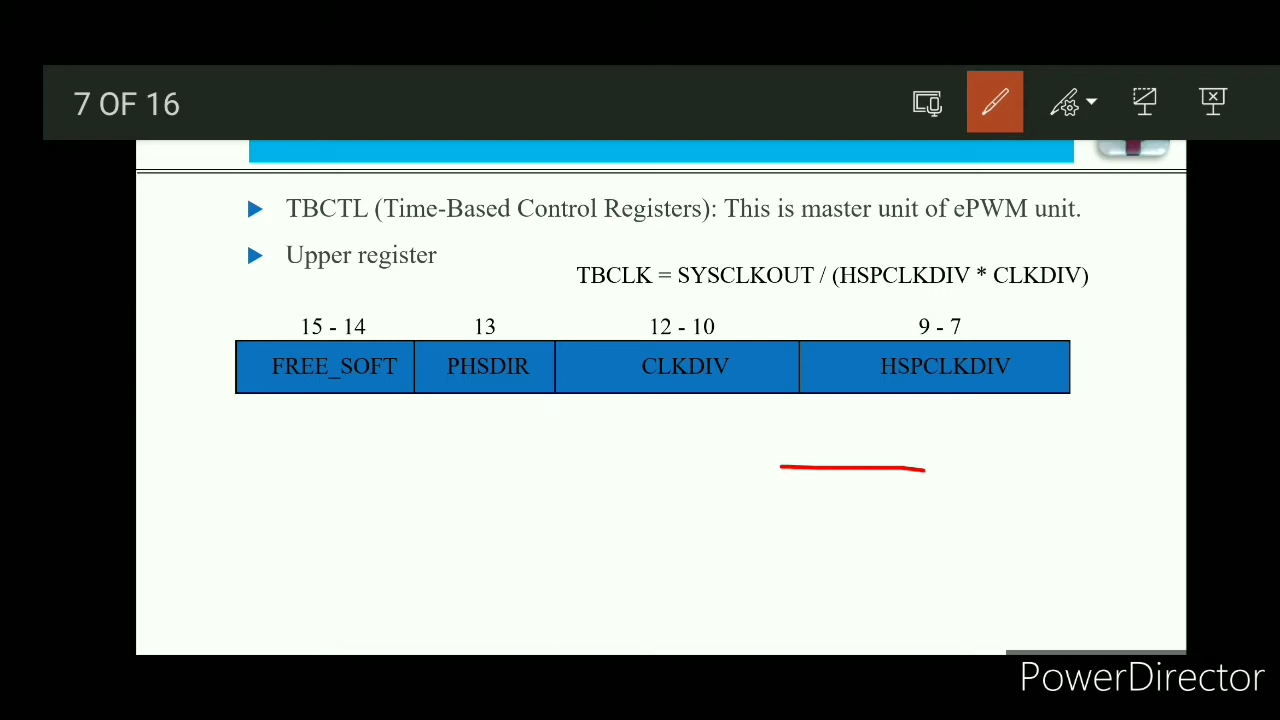 7 OF 16
TBCTL (Time-Based Control Registers): This is master unit of ePWM unit.
Upper register
TBCLK = SYSCLKOUT / (HSPCLKDIV * CLKDIV)
15 - 14 13 12 - 10 9 - 7
FREE_SOFT PHSDIR CLKDIV HSPCLKDIV
PowerDirector